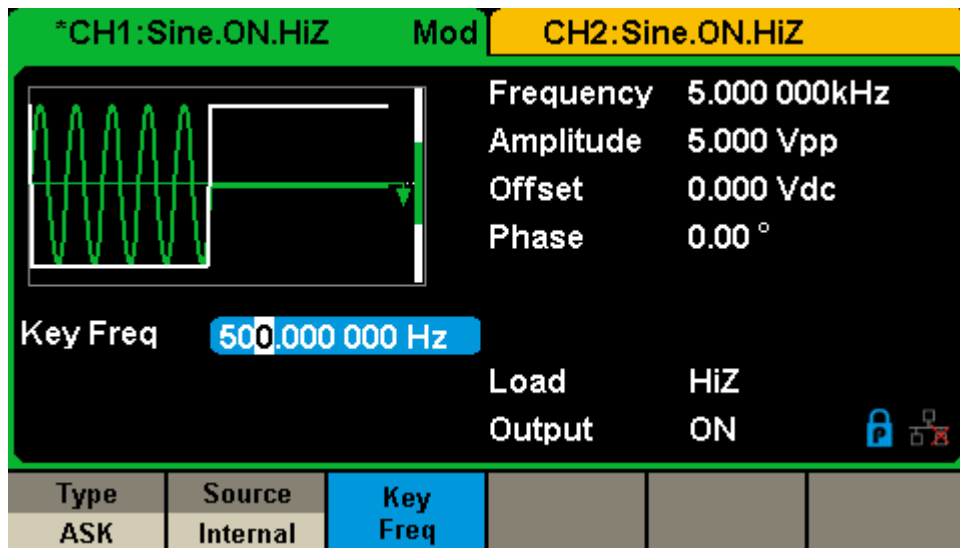 *CH1:Sine.ON.HiZ Mod CH2:Sine.ON.HiZ
Frequency 5.000 000kHz
Amplitude 5.000 Vpp
Offset 0.000 Vdc
Phase 0.00 °
Key Freq 500.000 000 Hz
Load HiZ
Output ON P
Type Source Key
ASK Internal Freq